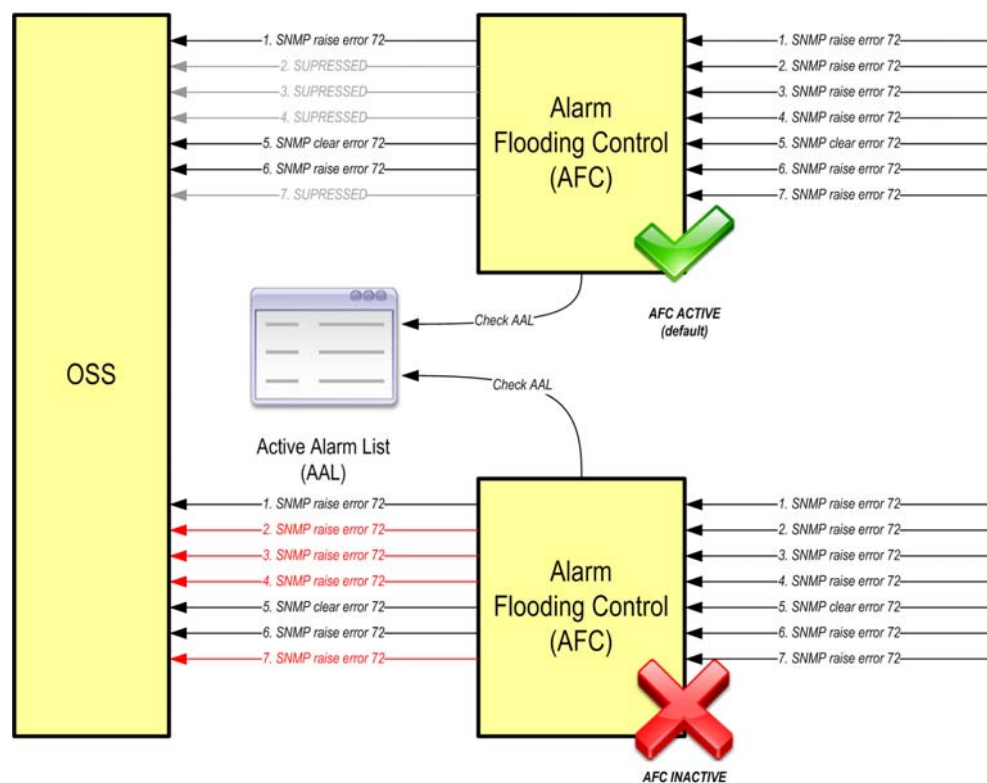 1. SNMP raise error 72
2. SUPRESSED
3. SUPRESSED
4. SUPRESSED
5. SNMP clear error 72
6. SNMP raise error 72
7. SUPRESSED
Alarm
Flooding Control
(AFC)
1. SNMP raise error 72
2. SNMP raise error 72
3. SNMP raise error 72
4. SNMP raise error 72
5. SNMP clear error 72
6. SNMP raise error 72
7. SNMP raise error 72
AFC ACTIVE
(default)
Check AAL
OSS
Check AAL
Active Alarm List
(AAL)
1. SNMP raise error 72
2. SNMP raise error 72
3. SNMP raise error 72
4. SNMP raise error 72
5. SNMP clear error 72
6. SNMP raise error 72
7. SNMP raise error 72
Alarm
Flooding Control
(AFC)
1. SNMP raise error 72
2. SNMP raise error 72
3. SNMP raise error 72
4. SNMP raise error 72
5. SNMP clear error 72
6. SNMP raise error 72
7. SNMP raise error 72
AFC INACTIVE